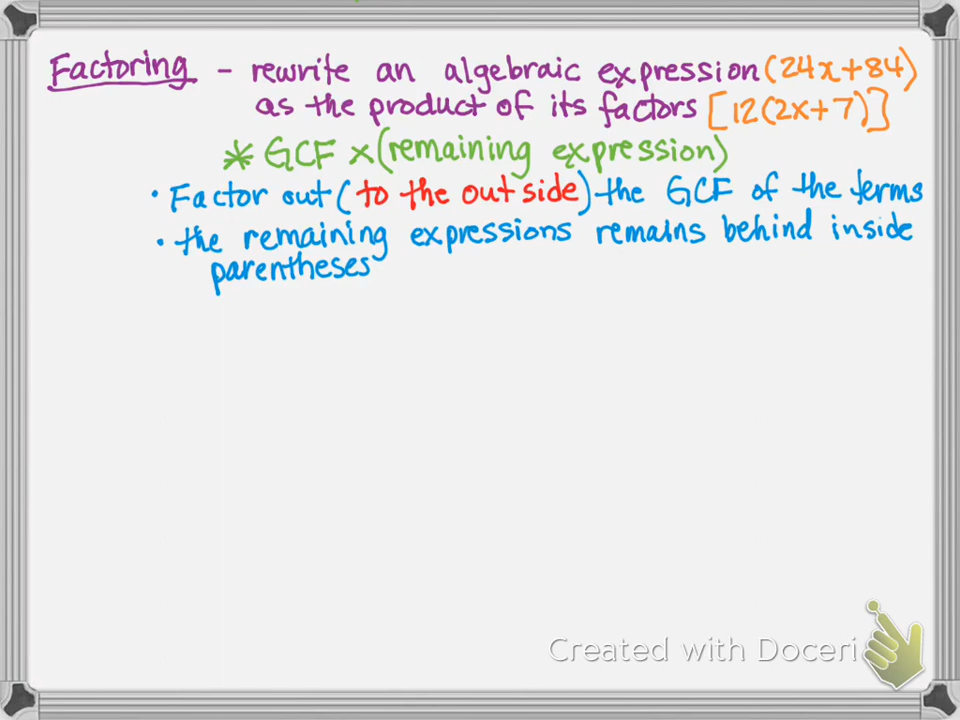 Factoring - rewrite an algebraic expression (24x+84)
as the product of its factors [12(2x+7)]
* GCF x (remaining expression)
· Factor out (to the outside) the GCF of the terms
· the remaining expressions remains behind inside
parentheses
Created with Doceri